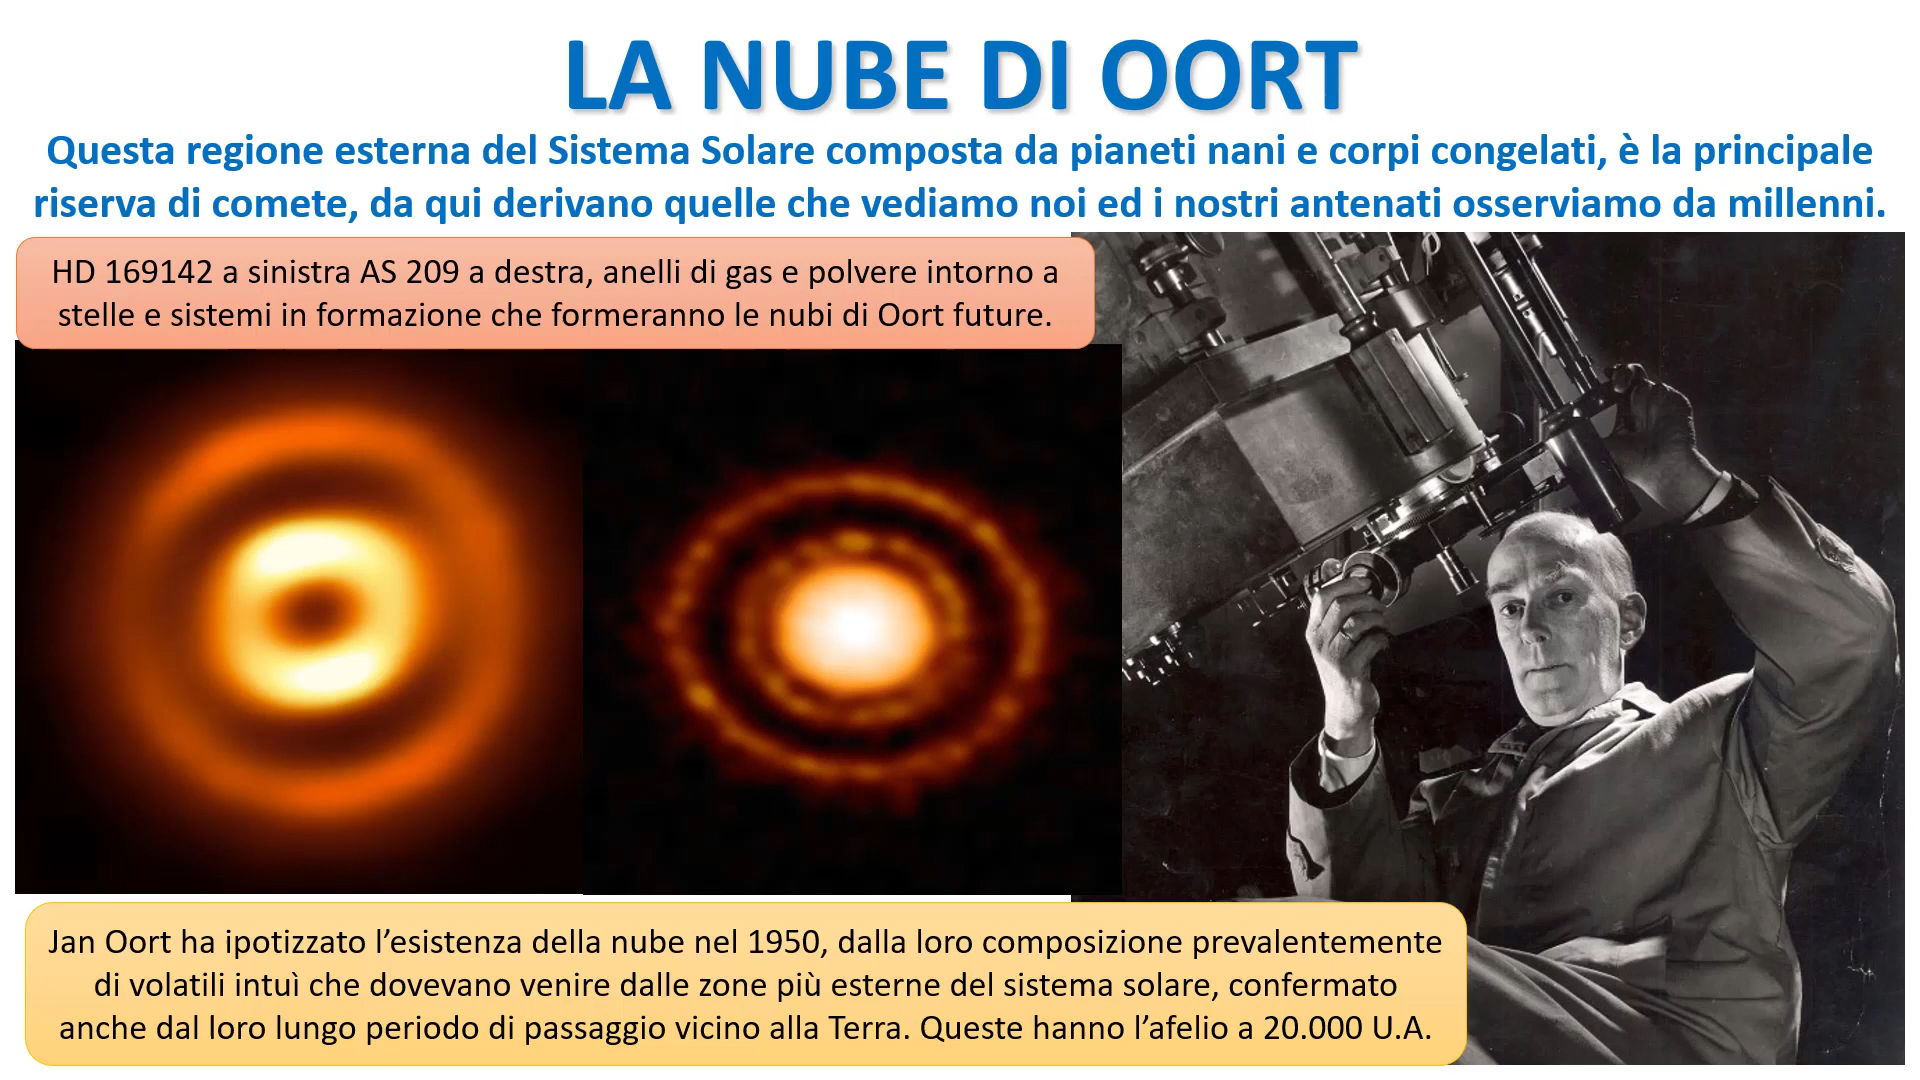 LA NUBE DI OORT
Questa regione esterna del Sistema Solare composta da pianeti nani e corpi congelati, è la principale
riserva di comete, da qui derivano quelle che vediamo noi ed i nostri antenati osserviamo da millenni.
HD 169142 a sinistra AS 209 a destra, anelli di gas e polvere intorno a
stelle e sistemi in formazione che formeranno le nubi di Oort future.
Jan Oort ha ipotizzato l’esistenza della nube nel 1950, dalla loro composizione prevalentemente
di volatili intuì che dovevano venire dalle zone più esterne del sistema solare, confermato
anche dal loro lungo periodo di passaggio vicino alla Terra. Queste hanno l’afelio a 20.000 U.A.